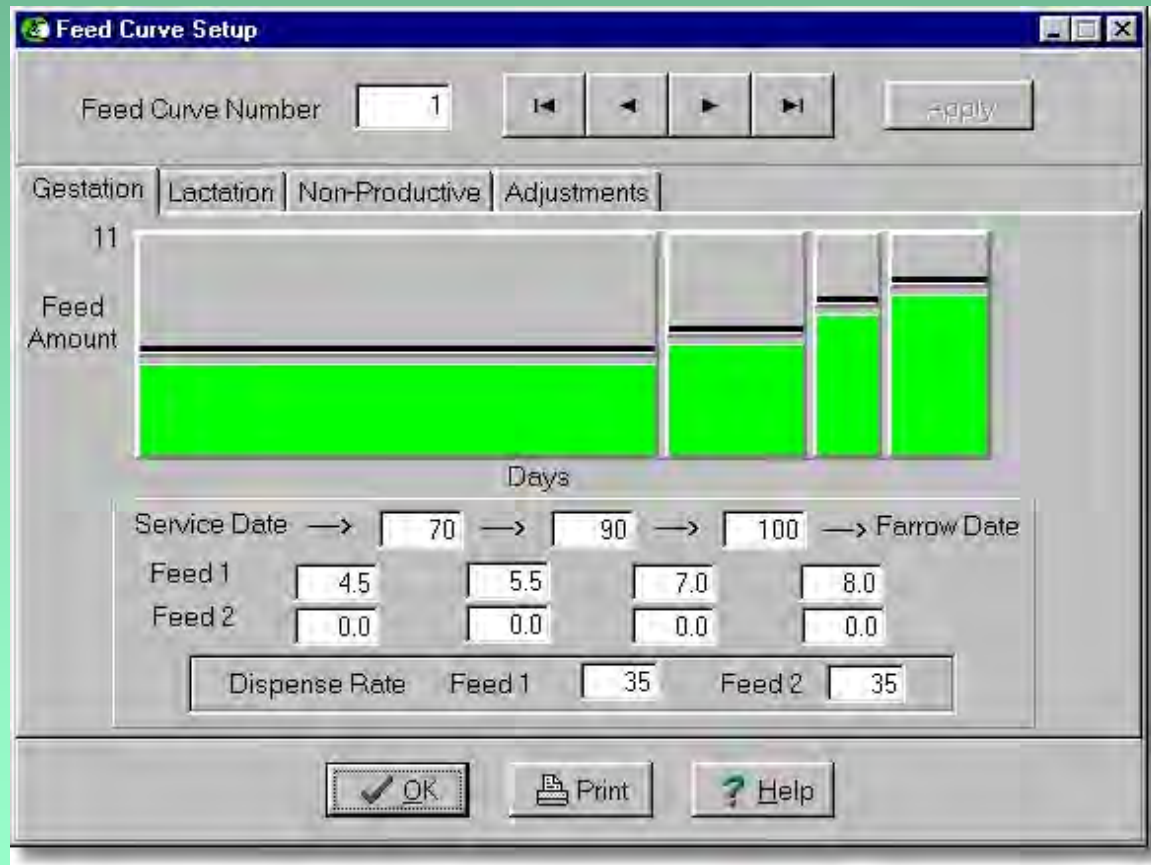 Feed Curve Setup
Feed Curve Number 1 Apply
Gestation Lactation Non-Productive Adjustments
11
Feed
Amount
Days
Service Date —> 70 —> 90 —> 100 —> Farrow Date
Feed 1 4.5 5.5 7.0 8.0
Feed 2 0.0 0.0 0.0 0.0
Dispense Rate Feed 1 35 Feed 2 35
OK Print ? Help